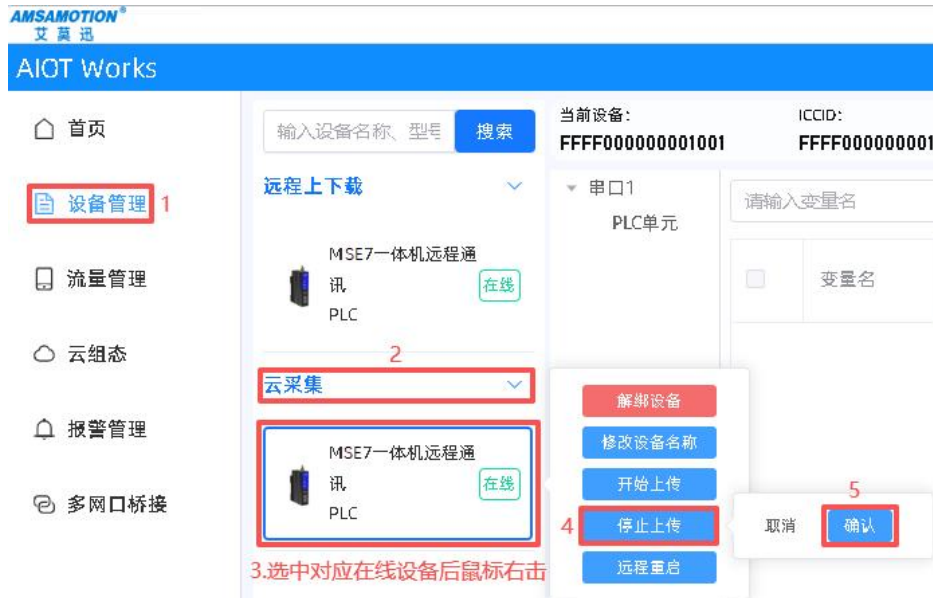 AMSAMOTION®
艾莫迅
AIOT Works
首页
设备管理 1
流量管理
云组态
报警管理
多网口桥接
输入设备名称、型号
搜索
远程上下载
MSE7一体机远程通
讯
PLC
在线
2
云采集
MSE7一体机远程通
讯
PLC
在线
3.选中对应在线设备后鼠标右击
当前设备:
FFFF000000001001
ICCID:
FFFF00000001
串口1
PLC单元
请输入变量名
变量名
解绑设备
修改设备名称
开始上传
4 停止上传
远程重启
5
取消
确认